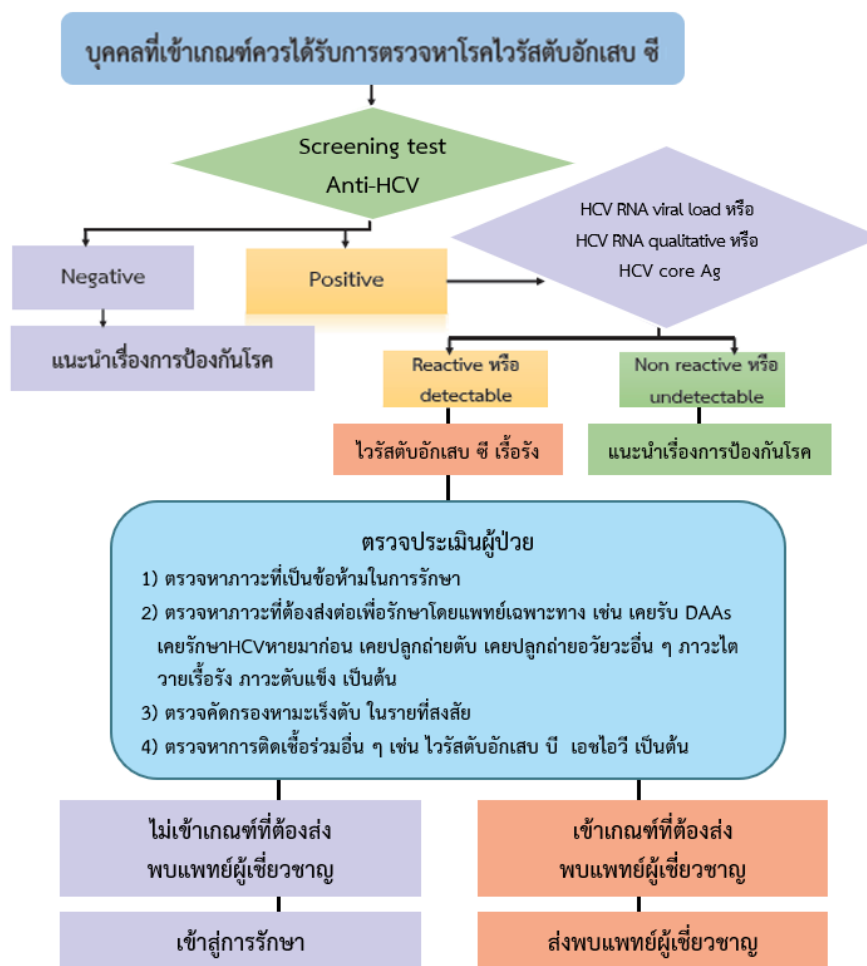 บุคคลที่เข้าเกณฑ์ควรได้รับการตรวจหาโรคไวรัสตับอักเสบ ซี
Screening test
Anti-HCV
HCV RNA viral load หรือ
HCV RNA qualitative หรือ
HCV core Ag
Negative
Positive
แนะนำเรื่องการป้องกันโรค
Reactive หรือ
detectable
Non reactive หรือ
undetectable
ไวรัสตับอักเสบ ซี เรื้อรัง
แนะนำเรื่องการป้องกันโรค
ตรวจประเมินผู้ป่วย
1) ตรวจหาภาวะที่เป็นข้อห้ามในการรักษา
2) ตรวจหาภาวะที่ต้องส่งต่อเพื่อรักษาโดยแพทย์เฉพาะทาง เช่น เคยรับ DAAs
เคยรักษาHCVหายมาก่อน เคยปลูกถ่ายตับ เคยปลูกถ่ายอวัยวะอื่น ๆ ภาวะไต
วายเรื้อรัง ภาวะตับแข็ง เป็นต้น
3) ตรวจคัดกรองหามะเร็งตับ ในรายที่สงสัย
4) ตรวจหาการติดเชื้อร่วมอื่น ๆ เช่น ไวรัสตับอักเสบ บี เอชไอวี เป็นต้น
ไม่เข้าเกณฑ์ที่ต้องส่ง
พบแพทย์ผู้เชี่ยวชาญ
เข้าเกณฑ์ที่ต้องส่ง
พบแพทย์ผู้เชี่ยวชาญ
เข้าสู่การรักษา
ส่งพบแพทย์ผู้เชี่ยวชาญ